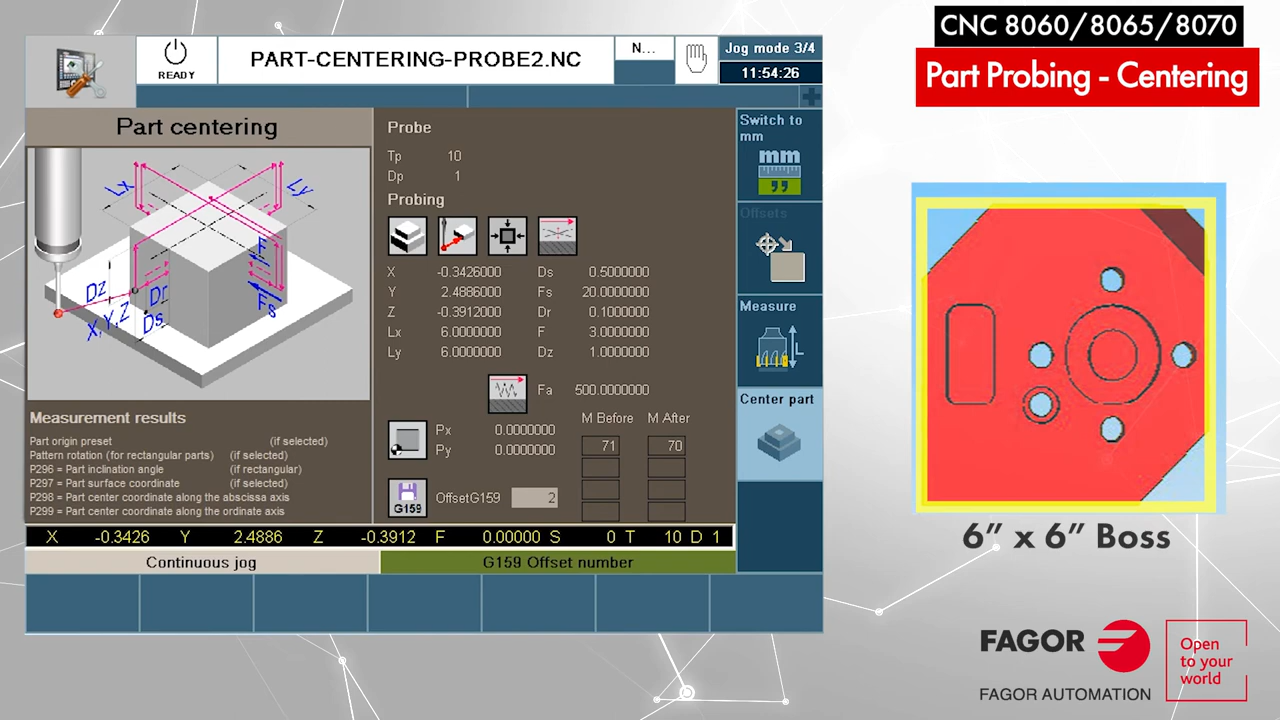 CNC 8060/8065/8070
Part Probing - Centering
READY
PART-CENTERING-PROBE2.NC
N...
Jog mode 3/4
11:54:26
Part centering
Lx
Ly
F
Fs
Dz
Dr
Ds
X,Y,Z
Measurement results
Part origin preset (if selected)
Pattern rotation (for rectangular parts) (if selected)
P296 = Part inclination angle (if rectangular)
P297 = Part surface coordinate (if selected)
P298 = Part center coordinate along the abscissa axis
P299 = Part center coordinate along the ordinate axis
Probe
Tp 10
Dp 1
Probing
X -0.3426000 Ds 0.5000000
Y 2.4886000 Fs 20.0000000
Z -0.3912000 Dr 0.1000000
Lx 6.0000000 F 3.0000000
Ly 6.0000000 Dz 1.0000000
Fa 500.0000000
M Before M After
Px 0.0000000
Py 0.0000000
71 70
G159
OffsetG159 2
Switch to
mm
mm
Offsets
Measure
L
Center part
X -0.3426 Y 2.4886 Z -0.3912 F 0.00000 S 0 T 10 D 1
Continuous jog
G159 Offset number
6” x 6” Boss
FAGOR
FAGOR AUTOMATION
Open
to your
world